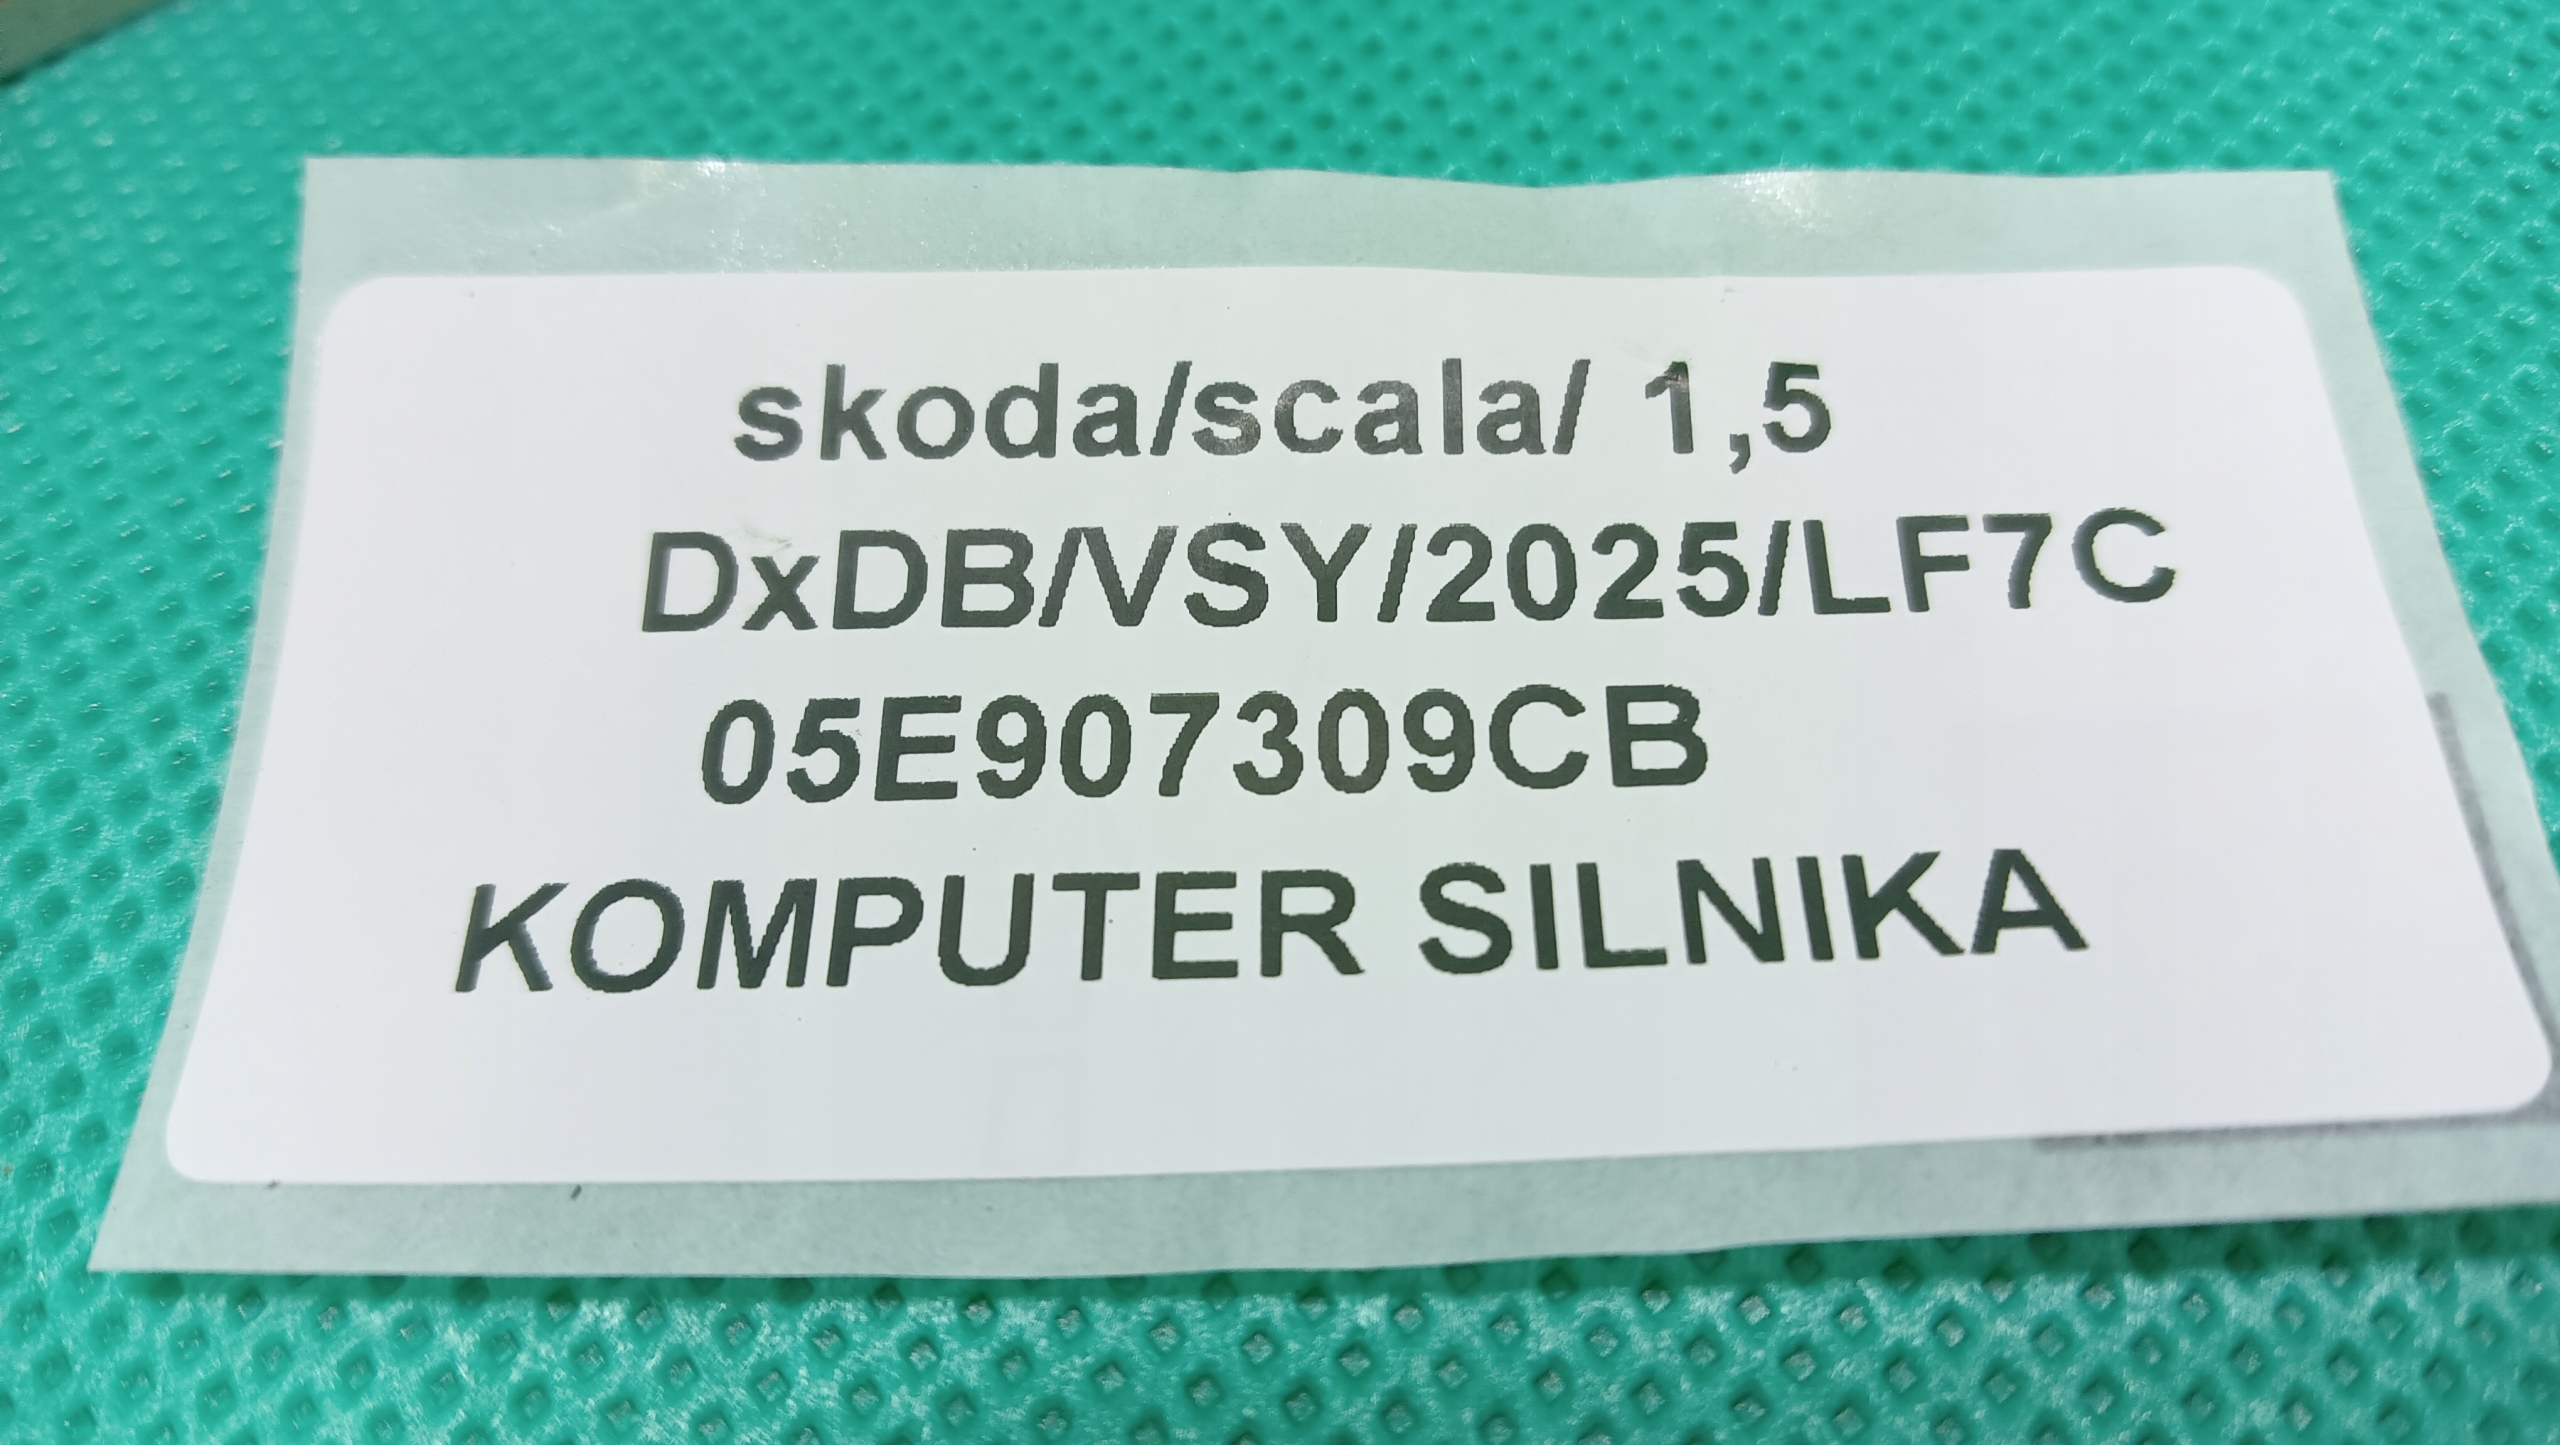 skoda/scala/ 1,5
DxDB/VSY/2025/LF7C
05E907309CB
KOMPUTER SILNIKA